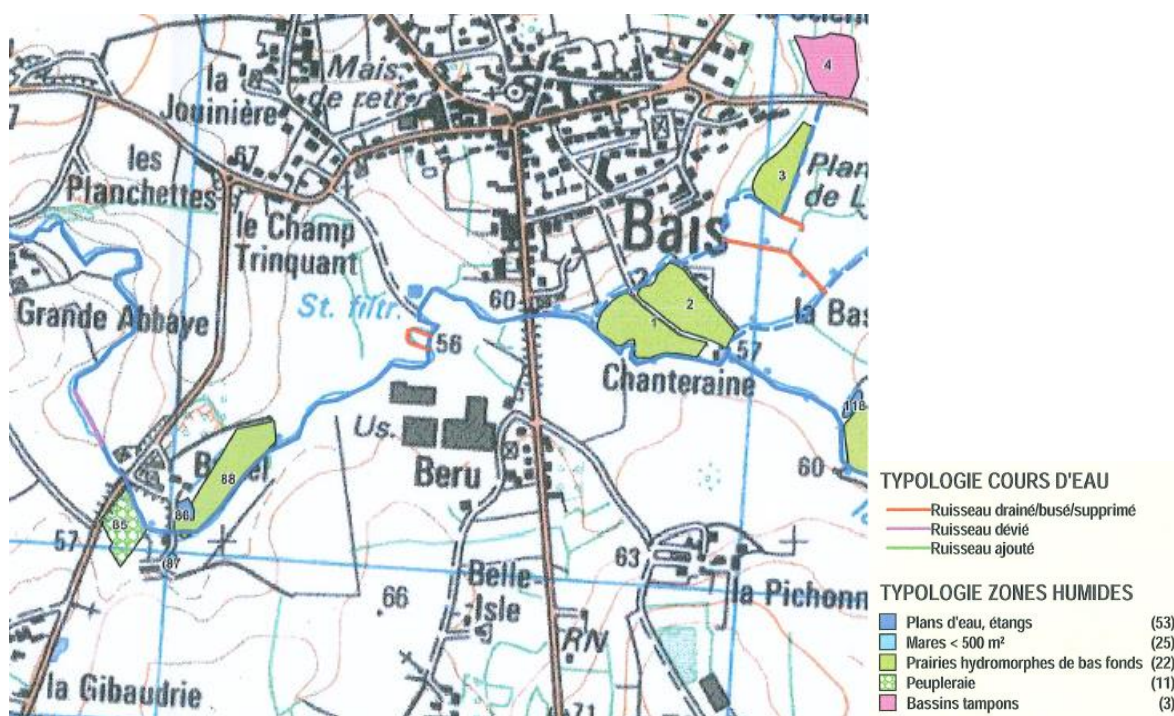 4
la
Jouinière
Mais.
de retr.
67
les
Planchettes
3
Plan
de L
le Champ
Trinquant
Bais
St. filtr.
60
2
1
la Bas
Grande Abbaye
56
57
Chanteraine
118
Us.
Beru
88
86
85
60
57
87
63
Belle-
Isle
66
la Pichonn
RN
la Gibaudrie
71
TYPOLOGIE COURS D'EAU
Ruisseau drainé/busé/supprimé
Ruisseau dévié
Ruisseau ajouté
TYPOLOGIE ZONES HUMIDES
Plans d'eau, étangs (53)
Mares < 500 m² (25)
Prairies hydromorphes de bas fonds (22)
Peupleraie (11)
Bassins tampons (3)